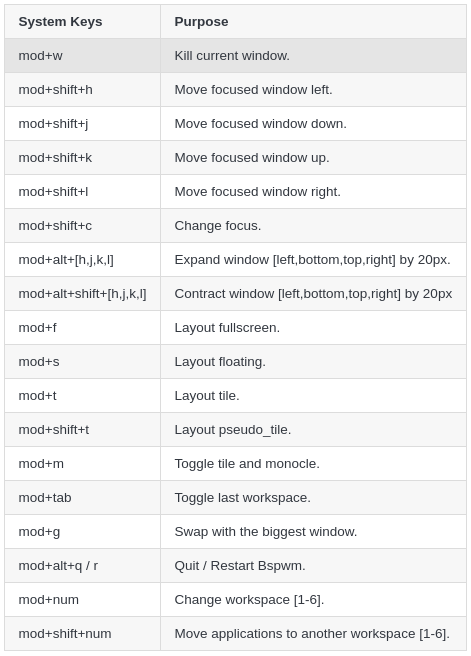 System Keys Purpose
mod+w Kill current window.
mod+shift+h Move focused window left.
mod+shift+j Move focused window down.
mod+shift+k Move focused window up.
mod+shift+l Move focused window right.
mod+shift+c Change focus.
mod+alt+[h,j,k,l] Expand window [left,bottom,top,right] by 20px.
mod+alt+shift+[h,j,k,l] Contract window [left,bottom,top,right] by 20px
mod+f Layout fullscreen.
mod+s Layout floating.
mod+t Layout tile.
mod+shift+t Layout pseudo_tile.
mod+m Toggle tile and monocle.
mod+tab Toggle last workspace.
mod+g Swap with the biggest window.
mod+alt+q / r Quit / Restart Bspwm.
mod+num Change workspace [1-6].
mod+shift+num Move applications to another workspace [1-6].